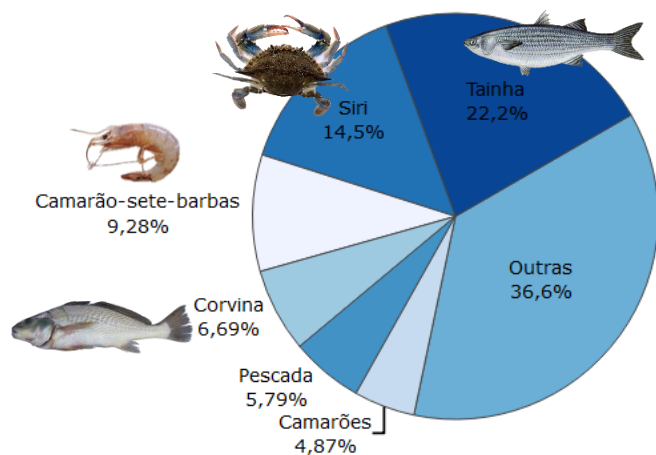 Tainha
22,2%
Siri
14,5%
Camarão-sete-barbas
9,28%
Outras
36,6%
Corvina
6,69%
Pescada
5,79%
Camarões
4,87%